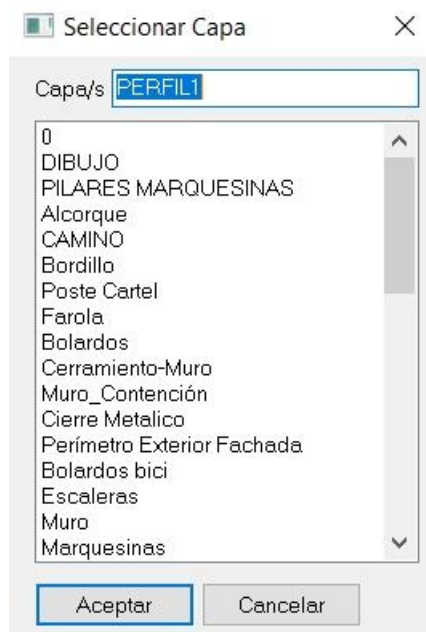 Seleccionar Capa
Capa/s PERFIL1
0
DIBUJO
PILARES MARQUESINAS
Alcorque
CAMINO
Bordillo
Poste Cartel
Farola
Bolardos
Cerramiento-Muro
Muro_Contención
Cierre Metalico
Perímetro Exterior Fachada
Bolardos bici
Escaleras
Muro
Marquesinas
Aceptar Cancelar